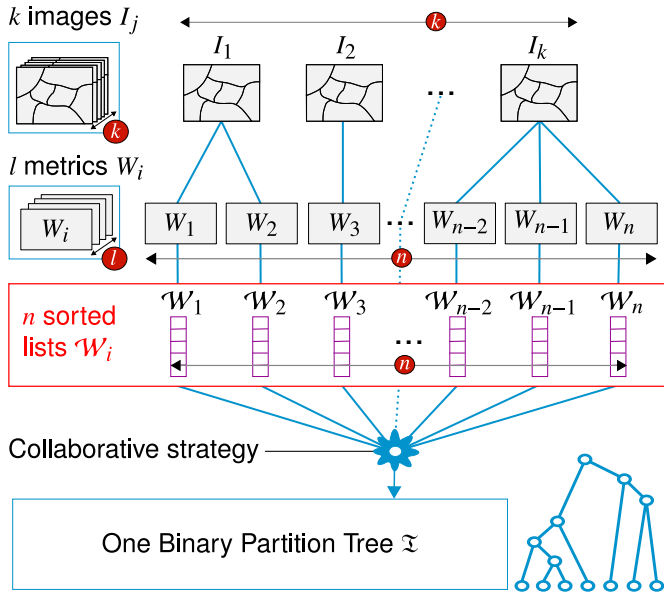 k images I_j
k
I_1 I_2 ... I_k
k
l metrics W_i
W_i
l
W_1 W_2 W_3 ... W_{n−2} W_{n−1} W_n
n
𝒲_1 𝒲_2 𝒲_3 𝒲_{n−2} 𝒲_{n−1} 𝒲_n
n sorted
lists 𝒲_i
...
n
Collaborative strategy
One Binary Partition Tree 𝔗